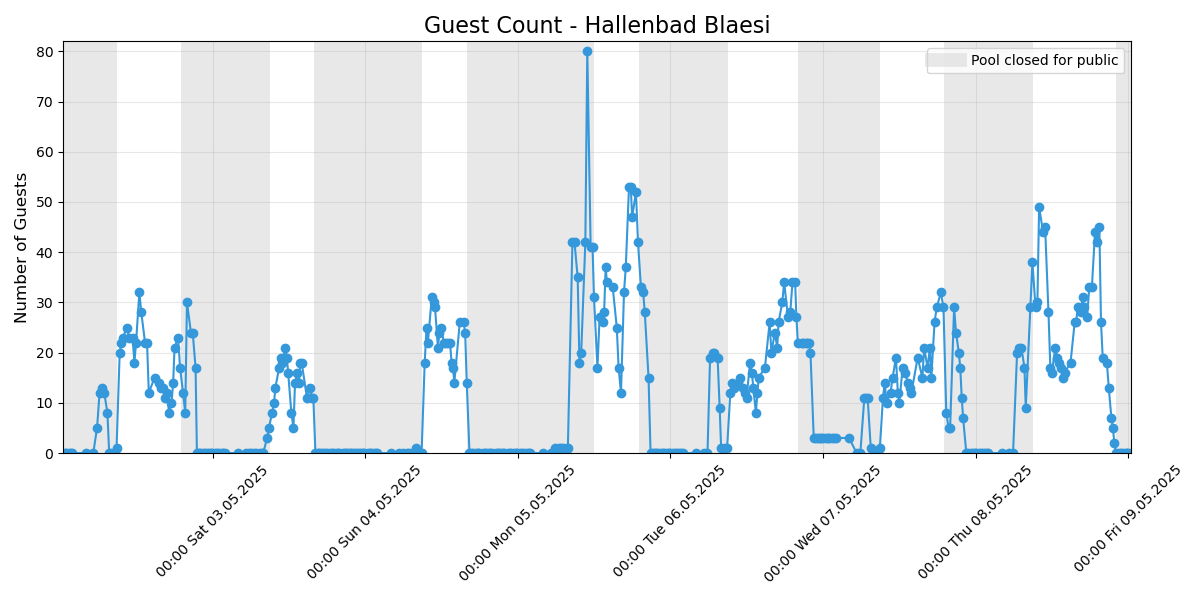 Guest Count - Hallenbad Blaesi
Pool closed for public
Number of Guests
80
70
60
50
40
30
20
10
0
00:00 Sat 03.05.2025
00:00 Sun 04.05.2025
00:00 Mon 05.05.2025
00:00 Tue 06.05.2025
00:00 Wed 07.05.2025
00:00 Thu 08.05.2025
00:00 Fri 09.05.2025